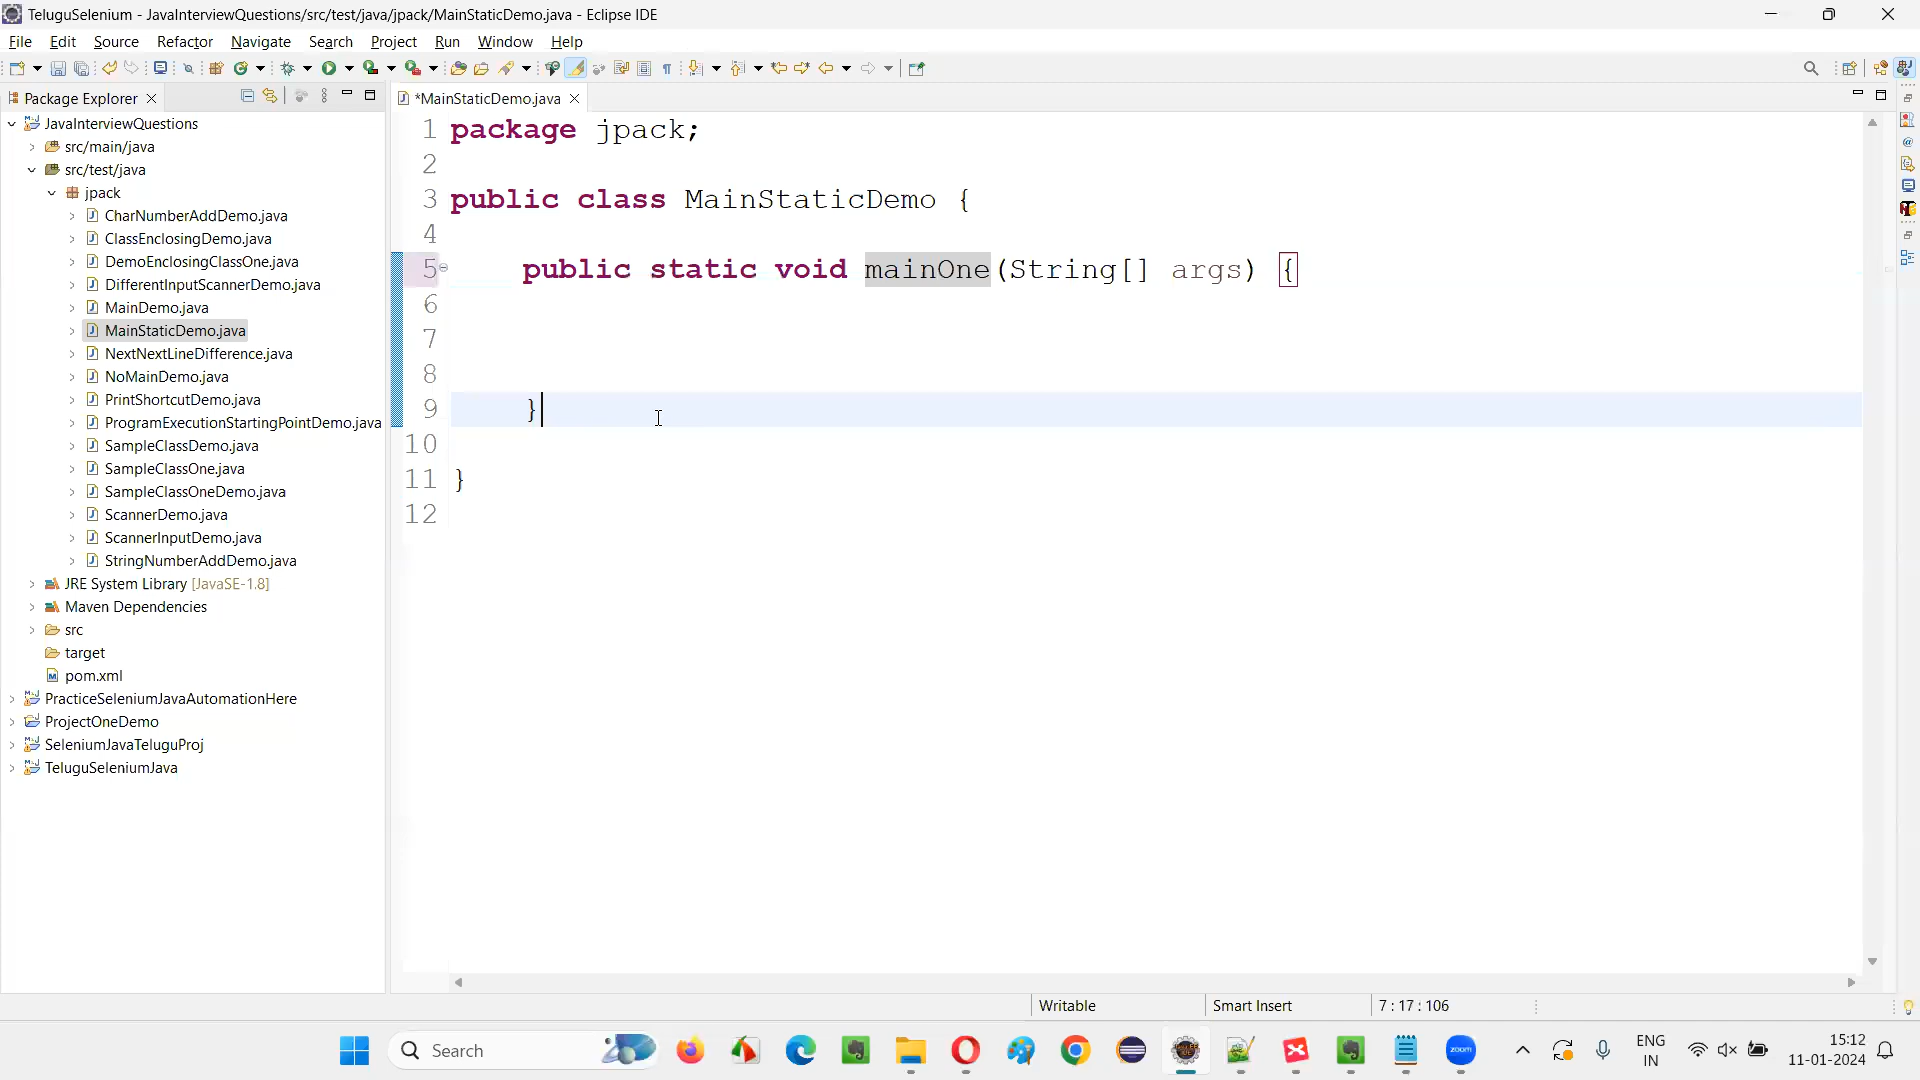 TeluguSelenium - JavaInterviewQuestions/src/test/java/jpack/MainStaticDemo.java - Eclipse IDE
File Edit Source Refactor Navigate Search Project Run Window Help
Package Explorer
*MainStaticDemo.java
JavaInterviewQuestions
src/main/java
src/test/java
jpack
CharNumberAddDemo.java
ClassEnclosingDemo.java
DemoEnclosingClassOne.java
DifferentInputScannerDemo.java
MainDemo.java
MainStaticDemo.java
NextNextLineDifference.java
NoMainDemo.java
PrintShortcutDemo.java
ProgramExecutionStartingPointDemo.java
SampleClassDemo.java
SampleClassOne.java
SampleClassOneDemo.java
ScannerDemo.java
ScannerInputDemo.java
StringNumberAddDemo.java
JRE System Library [JavaSE-1.8]
Maven Dependencies
src
target
pom.xml
PracticeSeleniumJavaAutomationHere
ProjectOneDemo
SeleniumJavaTeluguProj
TeluguSeleniumJava
1 package jpack;
2
3 public class MainStaticDemo {
4
5 public static void mainOne(String[] args) {
6
7
8
9 }
10
11 }
12
Writable Smart Insert 7 : 17 : 106
Search
zoom
ENG
IN
15:12
11-01-2024